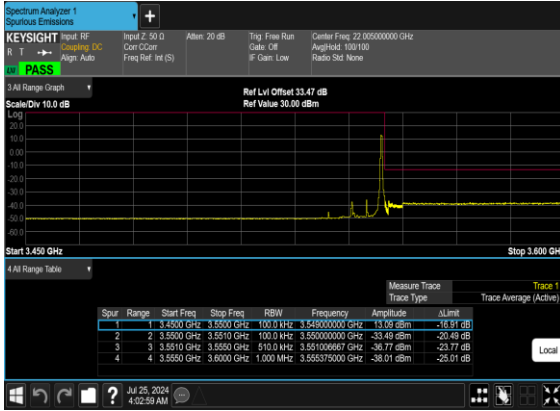 Spectrum Analyzer 1
Spurious Emissions
+
KEYSIGHT Input: RF Input Z: 50 Ω Atten: 20 dB Trig: Free Run Center Freq: 22.005000000 GHz
R T Coupling: DC Corr CCorr Gate: Off Avg|Hold: 100/100
Align: Auto Freq Ref: Int (S) IF Gain: Low Radio Std: None
PASS
3 All Range Graph
Ref Lvl Offset 33.47 dB
Scale/Div 10.0 dB Ref Value 30.00 dBm
Log
20.0
10.0
0.00
-10.0
-20.0
-30.0
-40.0
-50.0
-60.0
Start 3.450 GHz Stop 3.600 GH
4 All Range Table
Measure Trace Trace 1
Trace Type Trace Average (Active)
Spur Range Start Freq Stop Freq RBW Frequency Amplitude ΔLimit
1 1 3.4500 GHz 3.5500 GHz 100.0 kHz 3.549000000 GHz 13.09 dBm -16.91 dB
2 2 3.5500 GHz 3.5510 GHz 100.0 kHz 3.550000000 GHz -33.49 dBm -20.49 dB
3 3 3.5510 GHz 3.5550 GHz 510.0 kHz 3.551006667 GHz -36.77 dBm -23.77 dB
4 4 3.5550 GHz 3.6000 GHz 1.000 MHz 3.555375000 GHz -38.01 dBm -25.01 dB
Local
?
Jul 25, 2024
4:02:59 AM